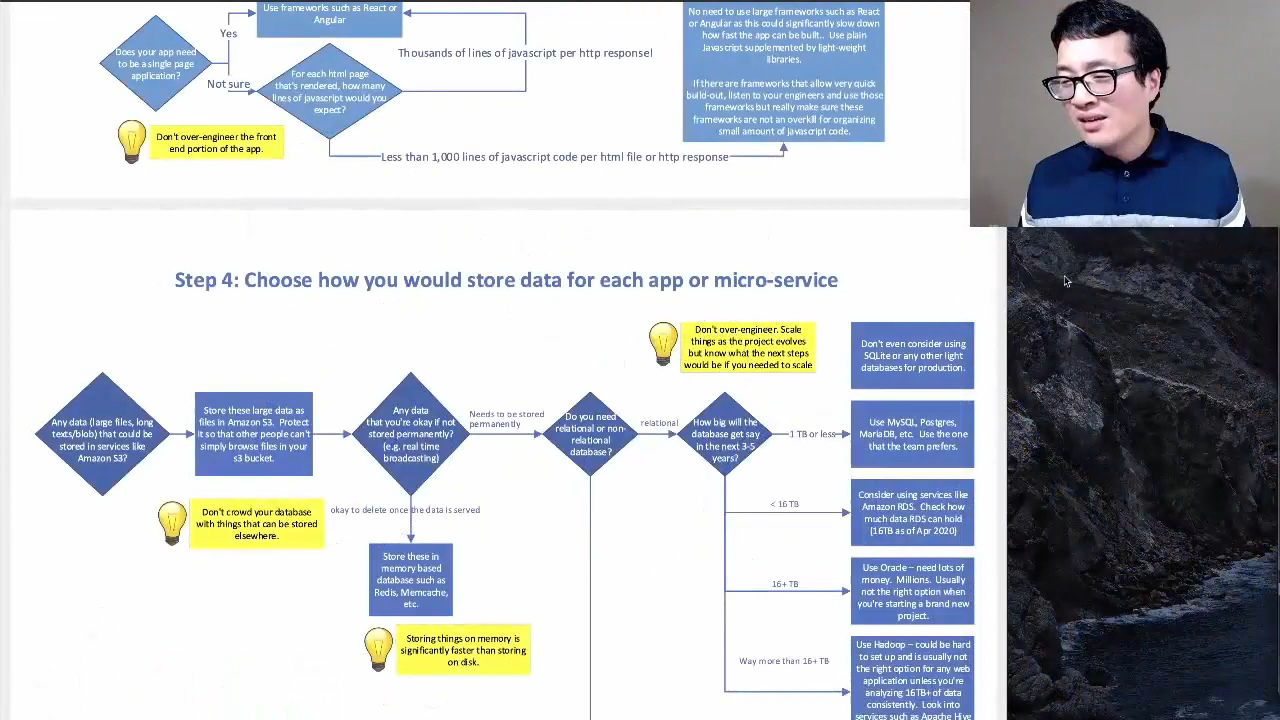 Use frameworks such as React or
Angular
Yes
Does your app need
to be a single page
application?
Not sure
For each html page
that's rendered, how many
lines of javascript would you
expect?
Thousands of lines of javascript per http responsel
No need to use large frameworks such as React
or Angular as this could significantly slow down
how fast the app can be built.. Use plain
Javascript supplemented by light-weight
libraries.
If there are frameworks that allow very quick
build-out, listen to your engineers and use those
frameworks but really make sure these
frameworks are not an overkill for organizing
small amount of javascript code.
Don't over-engineer the front
end portion of the app.
Less than 1,000 lines of javascript code per html file or http response
Step 4: Choose how you would store data for each app or micro-service
Don't over-engineer. Scale
things as the project evolves
but know what the next steps
would be if you needed to scale
Don't even consider using
SQLite or any other light
databases for production.
Any data (large files, long
texts/blob) that could be
stored in services like
Amazon S3?
Store these large data as
files in Amazon S3. Protect
it so that other people can't
simply browse files in your
s3 bucket.
Any data
that you're okay if not
stored permanently?
(e.g. real time
broadcasting)
Needs to be stored
permanently
Do you need
relational or non-
relational
database?
relational
How big will the
database get say
in the next 3-5
years?
1 TB or less
Use MySQL, Postgres,
MariaDB, etc. Use the one
that the team prefers.
Don't crowd your database
with things that can be stored
elsewhere.
okay to delete once the data is served
< 16 TB
Consider using services like
Amazon RDS. Check how
much data RDS can hold
(16TB as of Apr 2020)
Store these in
memory based
database such as
Redis, Memcache,
etc.
16+ TB
Use Oracle – need lots of
money. Millions. Usually
not the right option when
you're starting a brand new
project.
Storing things on memory is
significantly faster than storing
on disk.
Way more than 16+ TB
Use Hadoop – could be hard
to set up and is usually not
the right option for any web
application unless you're
analyzing 16TB+ of data
consistently. Look into
services such as Apache Hive